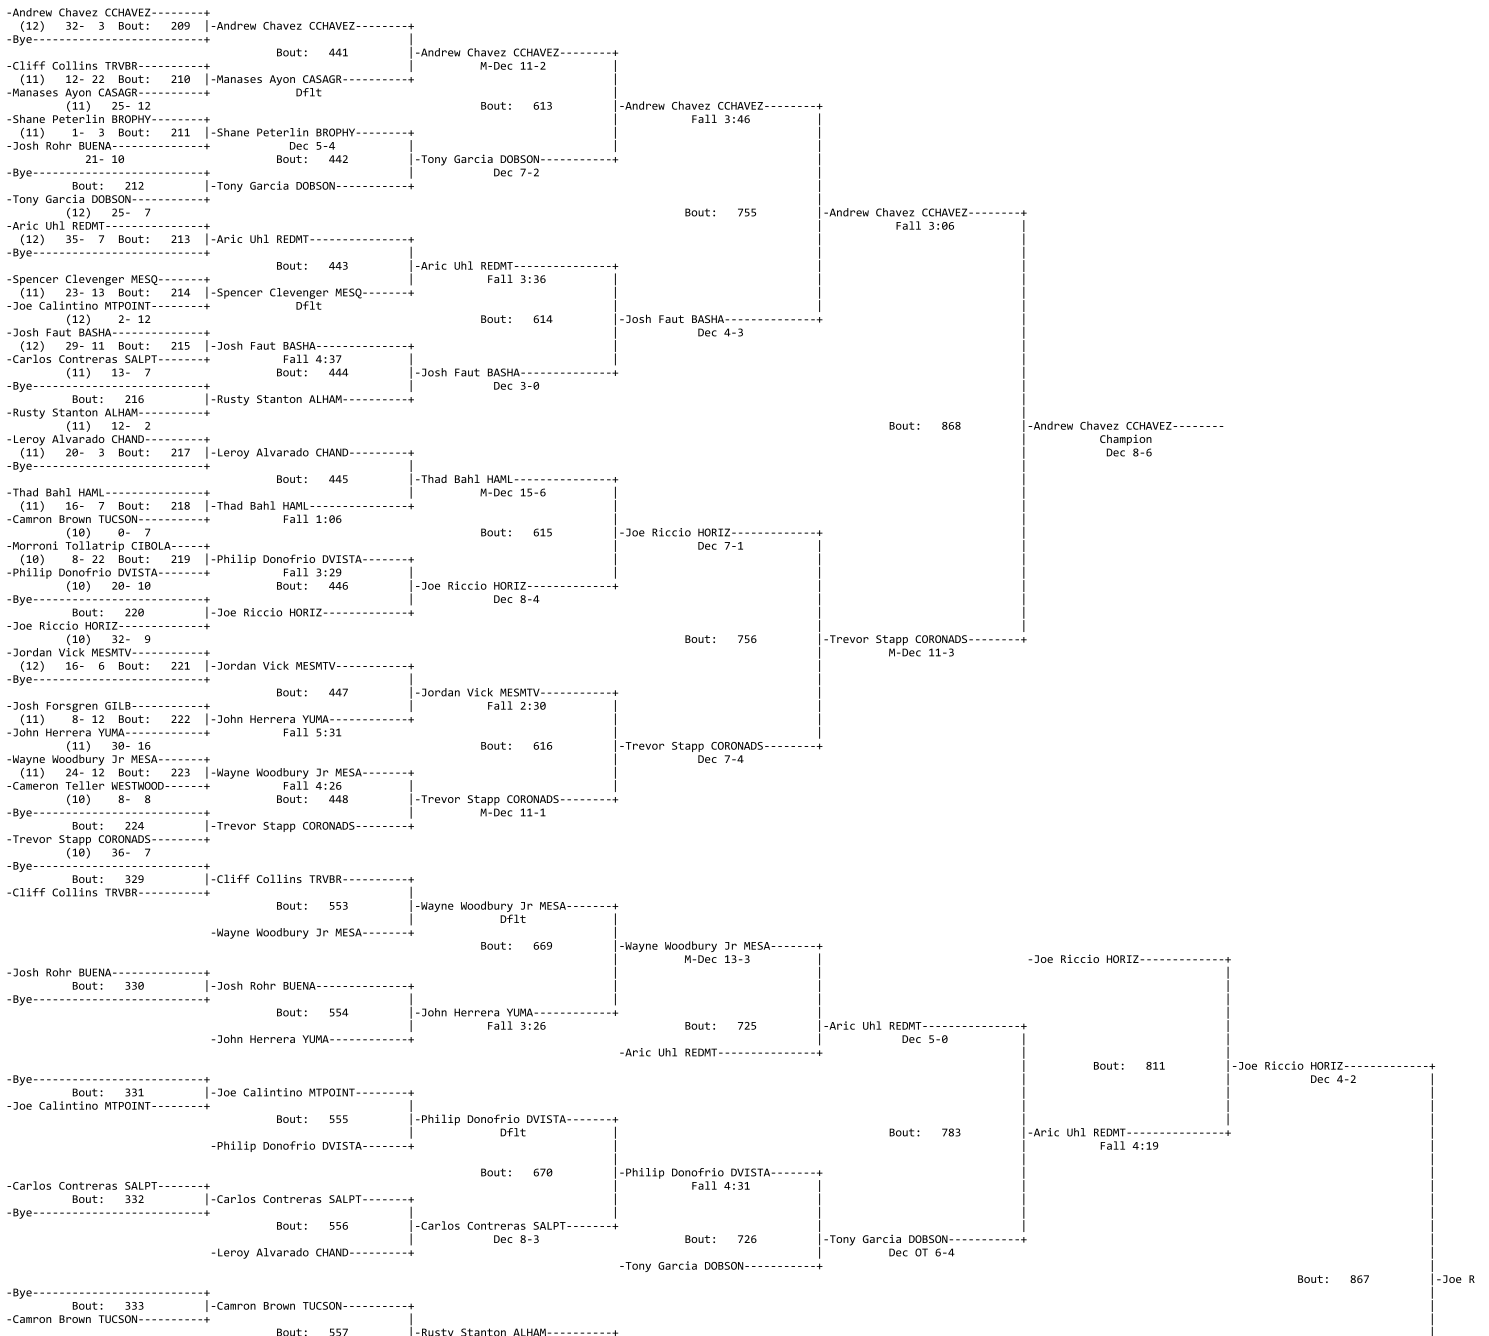 -Andrew Chavez CCHAVEZ--------+
(12)   32-  3  Bout:   209  |-Andrew Chavez CCHAVEZ--------+
-Bye--------------------------+                              |
Bout:   441         |-Andrew Chavez CCHAVEZ--------+
-Cliff Collins TRVBR----------+                              |          M-Dec 11-2          |
(11)   12- 22  Bout:   210  |-Manases Ayon CASAGR----------+                              |
-Manases Ayon CASAGR----------+             Dflt                                            |
(11)   25- 12                                                  Bout:   613         |-Andrew Chavez CCHAVEZ--------+
-Shane Peterlin BROPHY--------+                                                             |           Fall 3:46          |
(11)    1-  3  Bout:   211  |-Shane Peterlin BROPHY--------+                              |                              |
-Josh Rohr BUENA--------------+            Dec 5-4           |                              |                              |
21- 10                   Bout:   442         |-Tony Garcia DOBSON-----------+                              |
-Bye--------------------------+                              |            Dec 7-2                                          |
Bout:   212         |-Tony Garcia DOBSON-----------+                                                             |
-Tony Garcia DOBSON-----------+                                                                                            |
(12)   25-  7                                                                                 Bout:   755         |-Andrew Chavez CCHAVEZ--------+
-Aric Uhl REDMT---------------+                                                                                            |           Fall 3:06          |
(12)   35-  7  Bout:   213  |-Aric Uhl REDMT---------------+                                                             |                              |
-Bye--------------------------+                              |                                                             |                              |
Bout:   443         |-Aric Uhl REDMT---------------+                              |                              |
-Spencer Clevenger MESQ-------+                              |           Fall 3:36          |                              |                              |
(11)   23- 13  Bout:   214  |-Spencer Clevenger MESQ-------+                              |                              |                              |
-Joe Calintino MTPOINT--------+             Dflt                                            |                              |                              |
(12)    2- 12                                                  Bout:   614         |-Josh Faut BASHA--------------+                              |
-Josh Faut BASHA--------------+                                                             |            Dec 4-3                                          |
(12)   29- 11  Bout:   215  |-Josh Faut BASHA--------------+                              |                                                             |
-Carlos Contreras SALPT-------+           Fall 4:37          |                              |                                                             |
(11)   13-  7                   Bout:   444         |-Josh Faut BASHA--------------+                                                             |
-Bye--------------------------+                              |            Dec 3-0                                                                         |
Bout:   216         |-Rusty Stanton ALHAM----------+                                                                                            |
-Rusty Stanton ALHAM----------+                                                                                                                           |
(11)   12-  2                                                                                                                Bout:   868         |-Andrew Chavez CCHAVEZ--------
-Leroy Alvarado CHAND---------+                                                                                                                           |           Champion
(11)   20-  3  Bout:   217  |-Leroy Alvarado CHAND---------+                                                                                            |            Dec 8-6
-Bye--------------------------+                              |                                                                                            |
Bout:   445         |-Thad Bahl HAML---------------+                                                             |
-Thad Bahl HAML---------------+                              |          M-Dec 15-6          |                                                             |
(11)   16-  7  Bout:   218  |-Thad Bahl HAML---------------+                              |                                                             |
-Camron Brown TUCSON----------+           Fall 1:06                                         |                                                             |
(10)    0-  7                                                  Bout:   615         |-Joe Riccio HORIZ-------------+                              |
-Morroni Tollatrip CIBOLA-----+                                                             |            Dec 7-1           |                              |
(10)    8- 22  Bout:   219  |-Philip Donofrio DVISTA-------+                              |                              |                              |
-Philip Donofrio DVISTA-------+           Fall 3:29          |                              |                              |                              |
(10)   20- 10                   Bout:   446         |-Joe Riccio HORIZ-------------+                              |                              |
-Bye--------------------------+                              |            Dec 8-4                                          |                              |
Bout:   220         |-Joe Riccio HORIZ-------------+                                                             |                              |
-Joe Riccio HORIZ-------------+                                                                                            |                              |
(10)   32-  9                                                                                 Bout:   756         |-Trevor Stapp CORONADS--------+
-Jordan Vick MESMTV-----------+                                                                                            |          M-Dec 11-3
(12)   16-  6  Bout:   221  |-Jordan Vick MESMTV-----------+                                                             |
-Bye--------------------------+                              |                                                             |
Bout:   447         |-Jordan Vick MESMTV-----------+                              |
-Josh Forsgren GILB-----------+                              |           Fall 2:30          |                              |
(11)    8- 12  Bout:   222  |-John Herrera YUMA------------+                              |                              |
-John Herrera YUMA------------+           Fall 5:31                                         |                              |
(11)   30- 16                                                  Bout:   616         |-Trevor Stapp CORONADS--------+
-Wayne Woodbury Jr MESA-------+                                                             |            Dec 7-4
(11)   24- 12  Bout:   223  |-Wayne Woodbury Jr MESA-------+                              |
-Cameron Teller WESTWOOD------+           Fall 4:26          |                              |
(10)    8-  8                   Bout:   448         |-Trevor Stapp CORONADS--------+
-Bye--------------------------+                              |          M-Dec 11-1
Bout:   224         |-Trevor Stapp CORONADS--------+
-Trevor Stapp CORONADS--------+
(10)   36-  7
-Bye--------------------------+
Bout:   329         |-Cliff Collins TRVBR----------+
-Cliff Collins TRVBR----------+                              |
Bout:   553         |-Wayne Woodbury Jr MESA-------+
|             Dflt             |
-Wayne Woodbury Jr MESA-------+                              |
Bout:   669         |-Wayne Woodbury Jr MESA-------+
|          M-Dec 13-3          |                               -Joe Riccio HORIZ-------------+
-Josh Rohr BUENA--------------+
Bout:   330         |-Josh Rohr BUENA--------------+
-Bye--------------------------+
Bout:   554         |-John Herrera YUMA------------+
|           Fall 3:26                     Bout:   725         |-Aric Uhl REDMT---------------+
-John Herrera YUMA------------+                                                             |            Dec 5-0           |
-Aric Uhl REDMT---------------+
Bout:   811         |-Joe Riccio HORIZ-------------+
-Bye--------------------------+                                                                                            |            Dec 4-2           |
Bout:   331         |-Joe Calintino MTPOINT--------+
-Joe Calintino MTPOINT--------+
Bout:   555         |-Philip Donofrio DVISTA-------+
|             Dflt             |                              Bout:   783         |-Aric Uhl REDMT---------------+
-Philip Donofrio DVISTA-------+                                                             |           Fall 4:19
Bout:   670         |-Philip Donofrio DVISTA-------+
-Carlos Contreras SALPT-------+                                                             |           Fall 4:31          |
Bout:   332         |-Carlos Contreras SALPT-------+
-Bye--------------------------+
Bout:   556         |-Carlos Contreras SALPT-------+
|            Dec 8-3                      Bout:   726         |-Tony Garcia DOBSON-----------+
-Leroy Alvarado CHAND---------+                                                             |          Dec OT 6-4
-Tony Garcia DOBSON-----------+
Bout:   867         |-Joe R
-Bye--------------------------+
Bout:   333         |-Camron Brown TUCSON----------+
-Camron Brown TUCSON----------+                              |
Bout:   557         |-Rusty Stanton ALHAM----------+